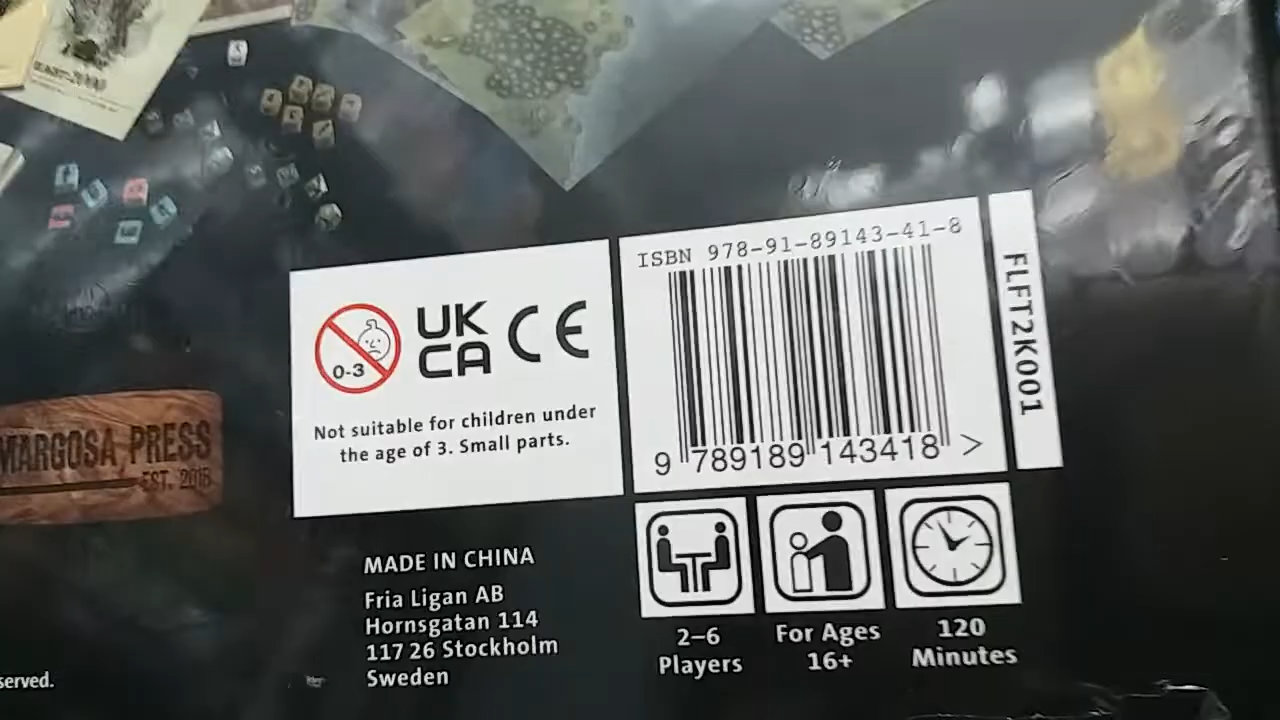 ISBN 978-91-89143-41-8
FLFT2K001
0-3
UK
CA CE
Not suitable for children under
the age of 3. Small parts.
9 789189 143418 >
MARGOSA PRESS
EST. 2015
MADE IN CHINA
Fria Ligan AB
Hornsgatan 114
117 26 Stockholm
Sweden
2–6
Players
For Ages
16+
120
Minutes
served.